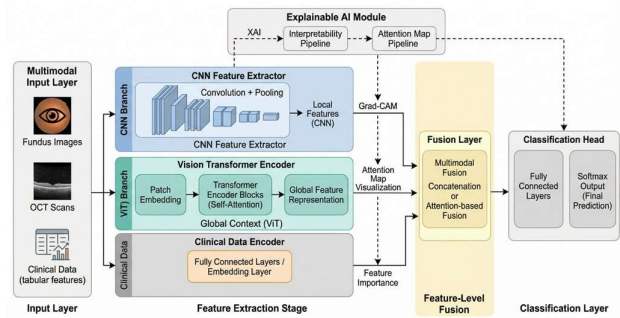 Explainable AI Module
XAI
Interpretability
Pipeline
Attention Map
Pipeline
Multimodal
Input Layer
Fundus Images
OCT Scans
Clinical Data
(tabular features)
Input Layer
CNN Branch
CNN Feature Extractor
Convolution + Pooling
Local
Features
(CNN)
CNN Feature Extractor
Grad-CAM
ViT) Branch
Vision Transformer Encoder
Patch
Embedding
Transformer
Encoder Blocks
(Self-Attention)
Global Feature
Representation
Global Context (ViT)
Attention
Map
Visualization
Clinical Data
Clinical Data Encoder
Fully Connected Layers /
Embedding Layer
Feature
Importance
Feature Extraction Stage
Fusion Layer
Multimodal
Fusion
Concatenation
or
Attention-based
Fusion
Feature-Level
Fusion
Classification Head
Fully
Connected
Layers
Softmax
Output
(Final
Prediction)
Classification Layer